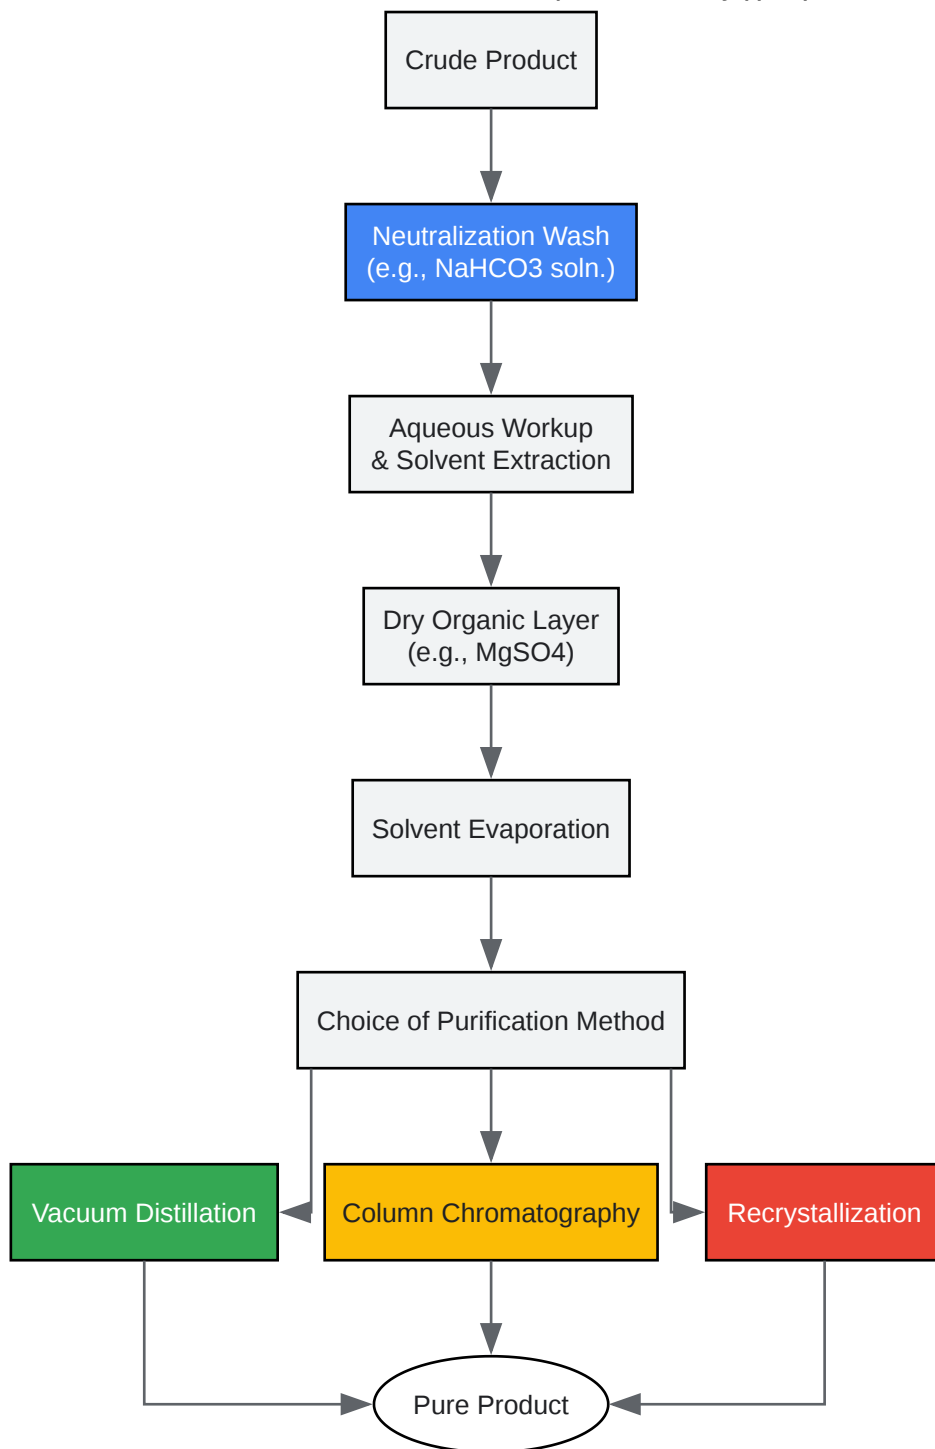 Crude Product
Neutralization Wash
(e.g., NaHCO3 soln.)
Aqueous Workup
& Solvent Extraction
Dry Organic Layer
(e.g., MgSO4)
Solvent Evaporation
Choice of Purification Method
Vacuum Distillation
Column Chromatography
Recrystallization
Pure Product